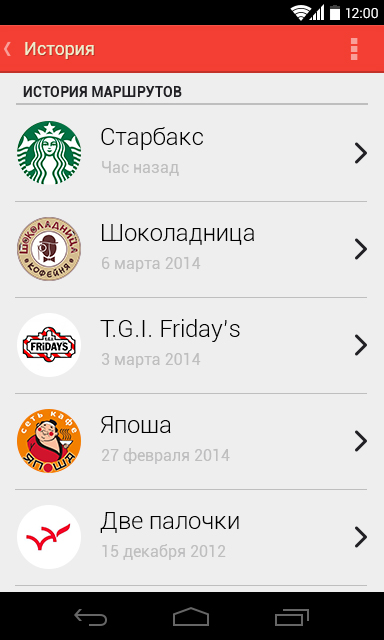 12:00
История
ИСТОРИЯ МАРШРУТОВ
Старбакс
Час назад
ШОКОЛАДНИЦА
КОФЕЙНЯ
Шоколадница
6 марта 2014
FRiDAY'S
T.G.I. Friday's
3 марта 2014
сеть кафе
ЯПОША
Япоша
27 февраля 2014
Две палочки
15 декабря 2012